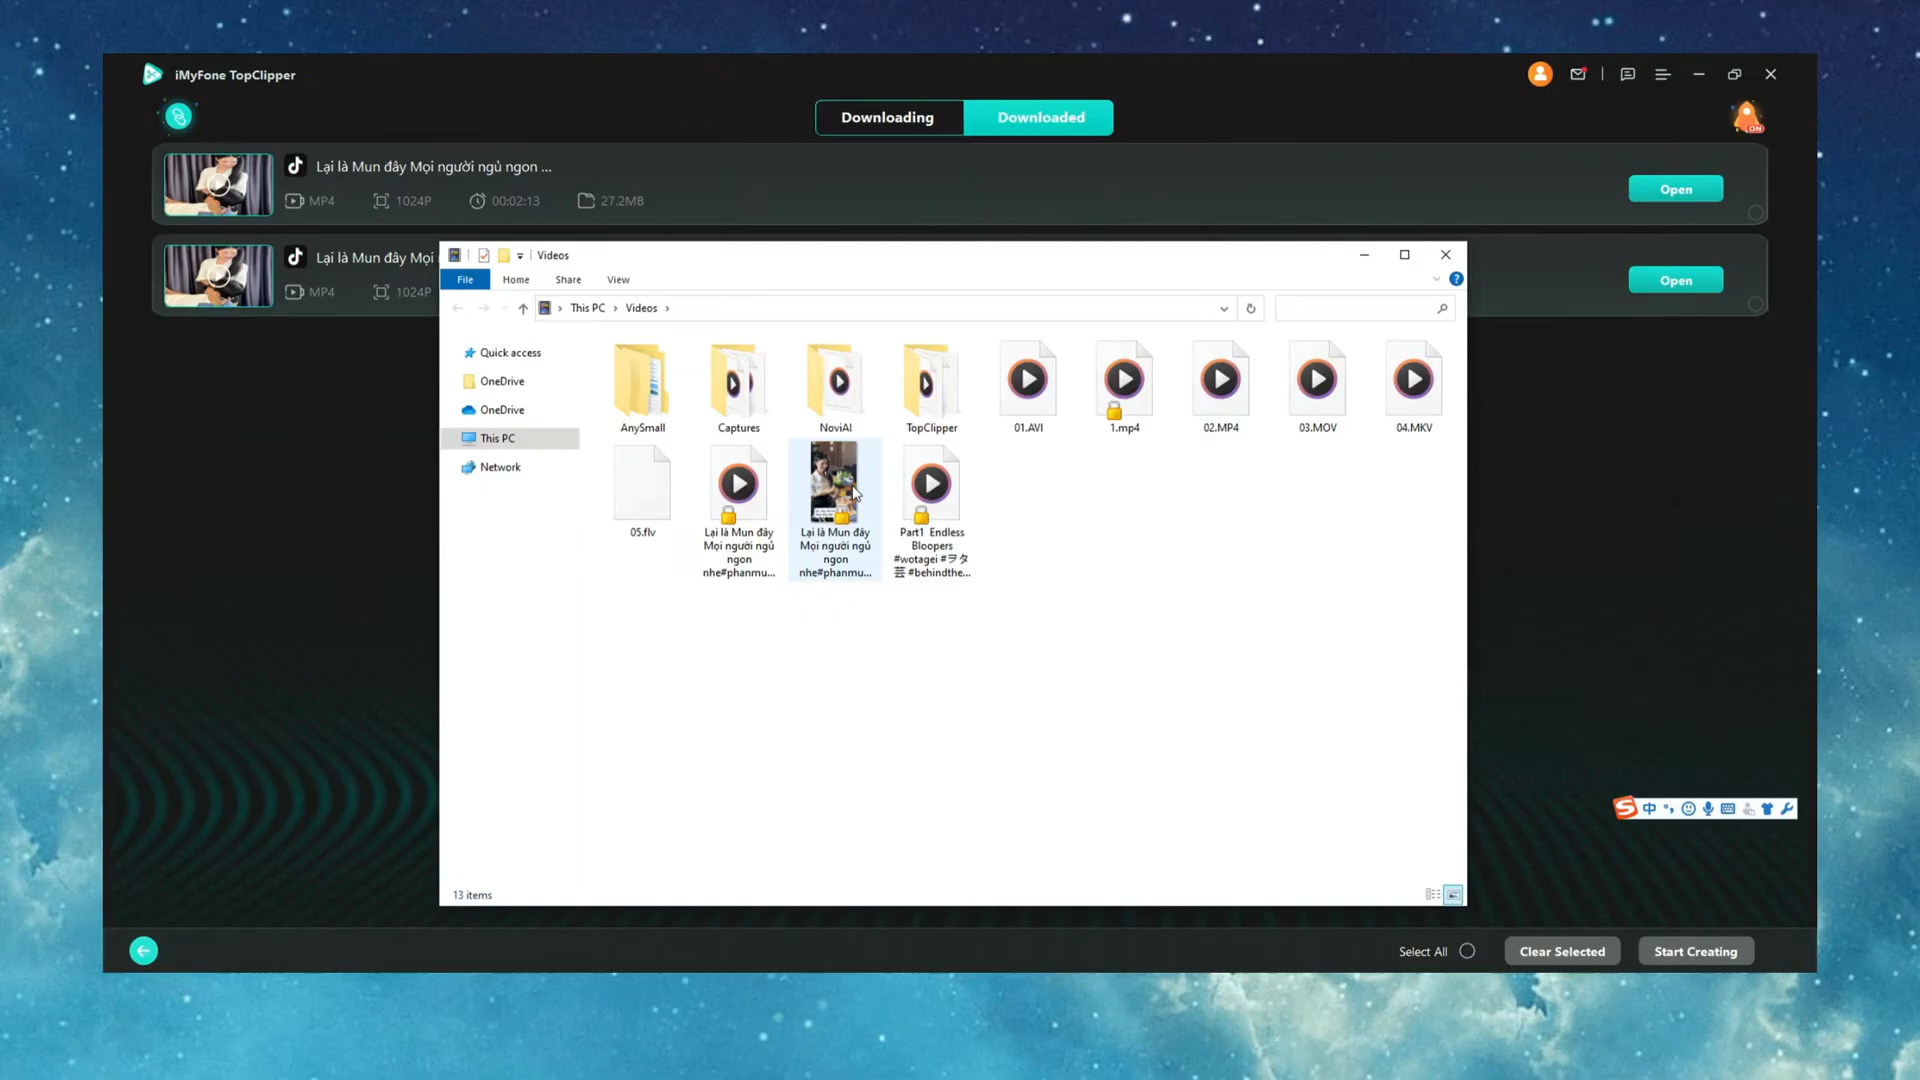 iMyFone TopClipper
Downloading
Downloaded
ON
Lại là Mun đây Mọi người ngủ ngon ...
MP4
1024P
00:02:13
27.2MB
Open
Lại là Mun đây Mọi
MP4
1024P
Open
Videos
File
Home
Share
View
This PC
Videos
Quick access
OneDrive
OneDrive
This PC
Network
AnySmall
Captures
NoviAI
TopClipper
01.AVI
1.mp4
02.MP4
03.MOV
04.MKV
05.flv
Lại là Mun đây
Mọi người ngủ
ngon
nhe#phanmu...
Lại là Mun đây
Mọi người ngủ
ngon
nhe#phanmu...
Part1 Endless
Bloopers
#wotagei #ヲタ
芸 #behindthe...
13 items
中
Select All
Clear Selected
Start Creating